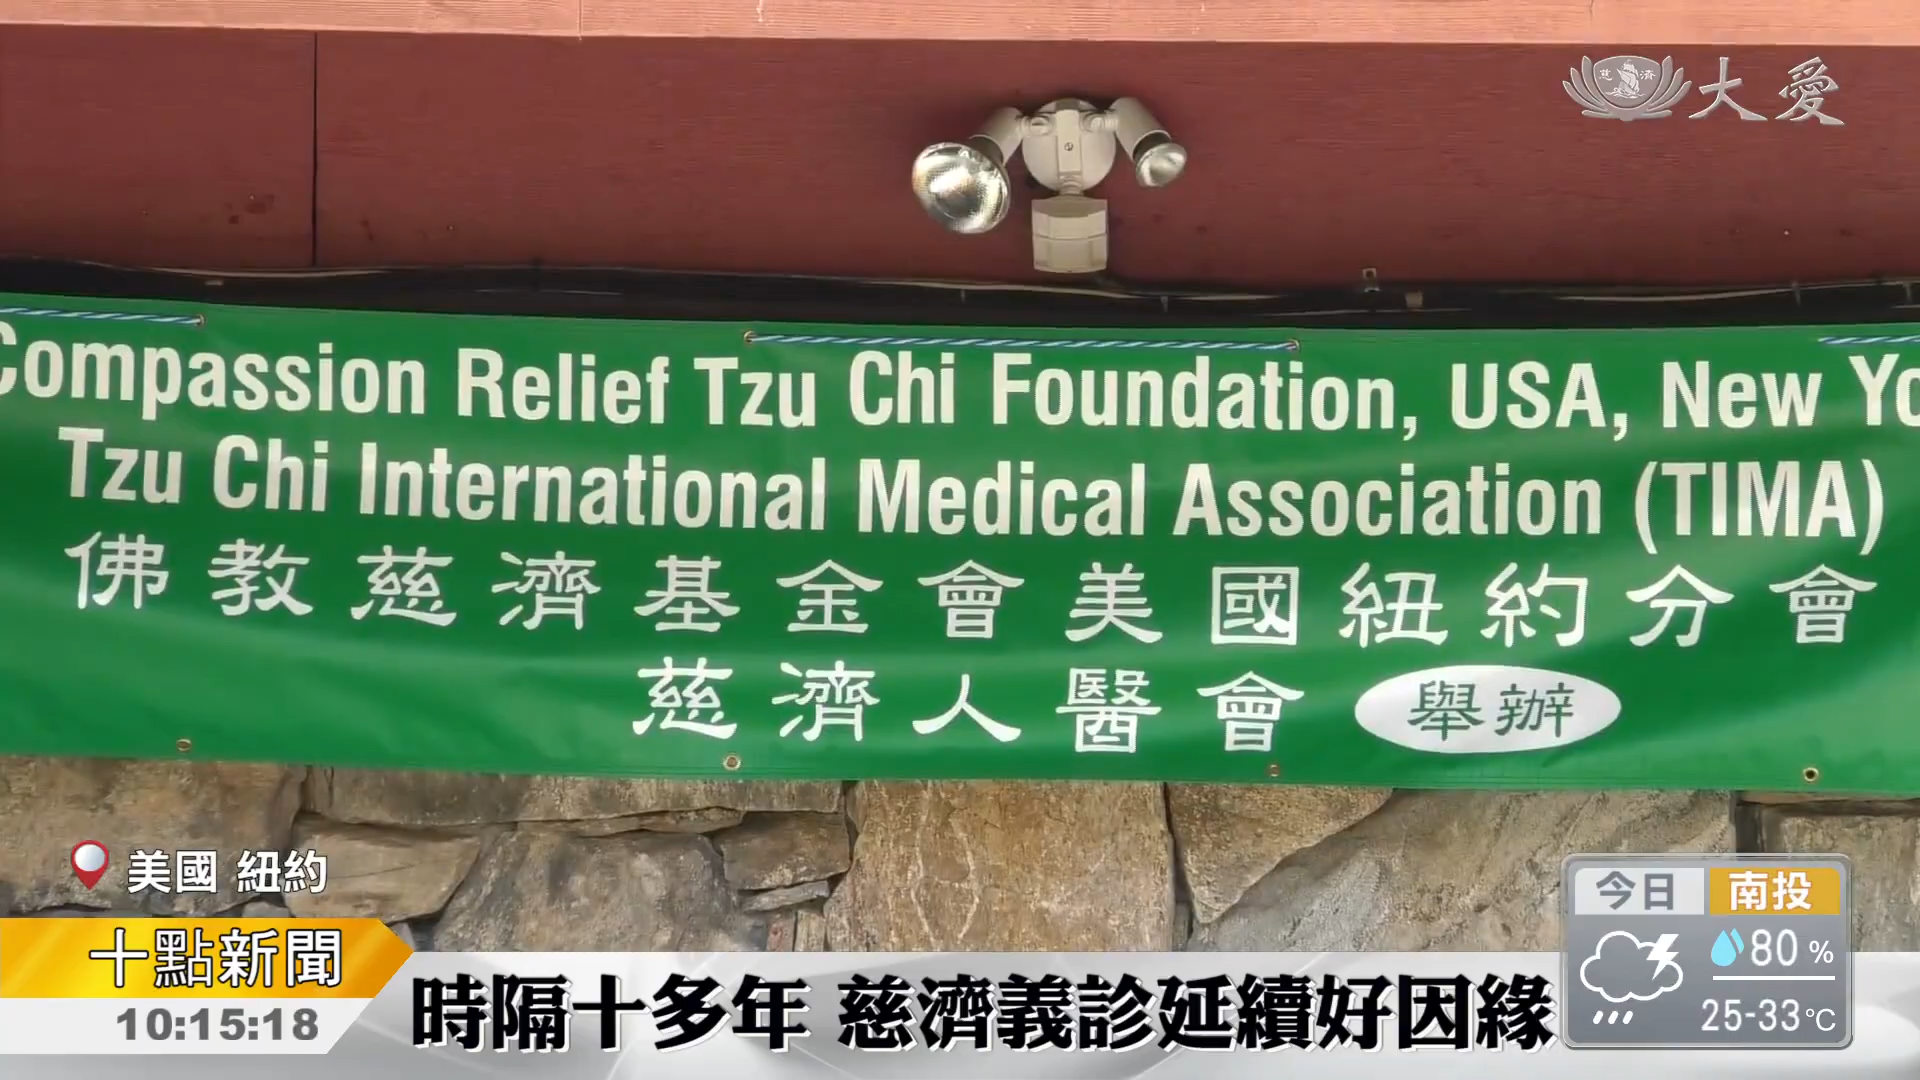 大愛
慈濟
Compassion Relief Tzu Chi Foundation, USA, New Yo
Tzu Chi International Medical Association (TIMA)
佛教慈濟基金會美國紐約分會
慈濟人醫會 舉辦
美國 紐約
十點新聞
10:15:18
時隔十多年 慈濟義診延續好因緣
今日 南投
80 %
25-33°C